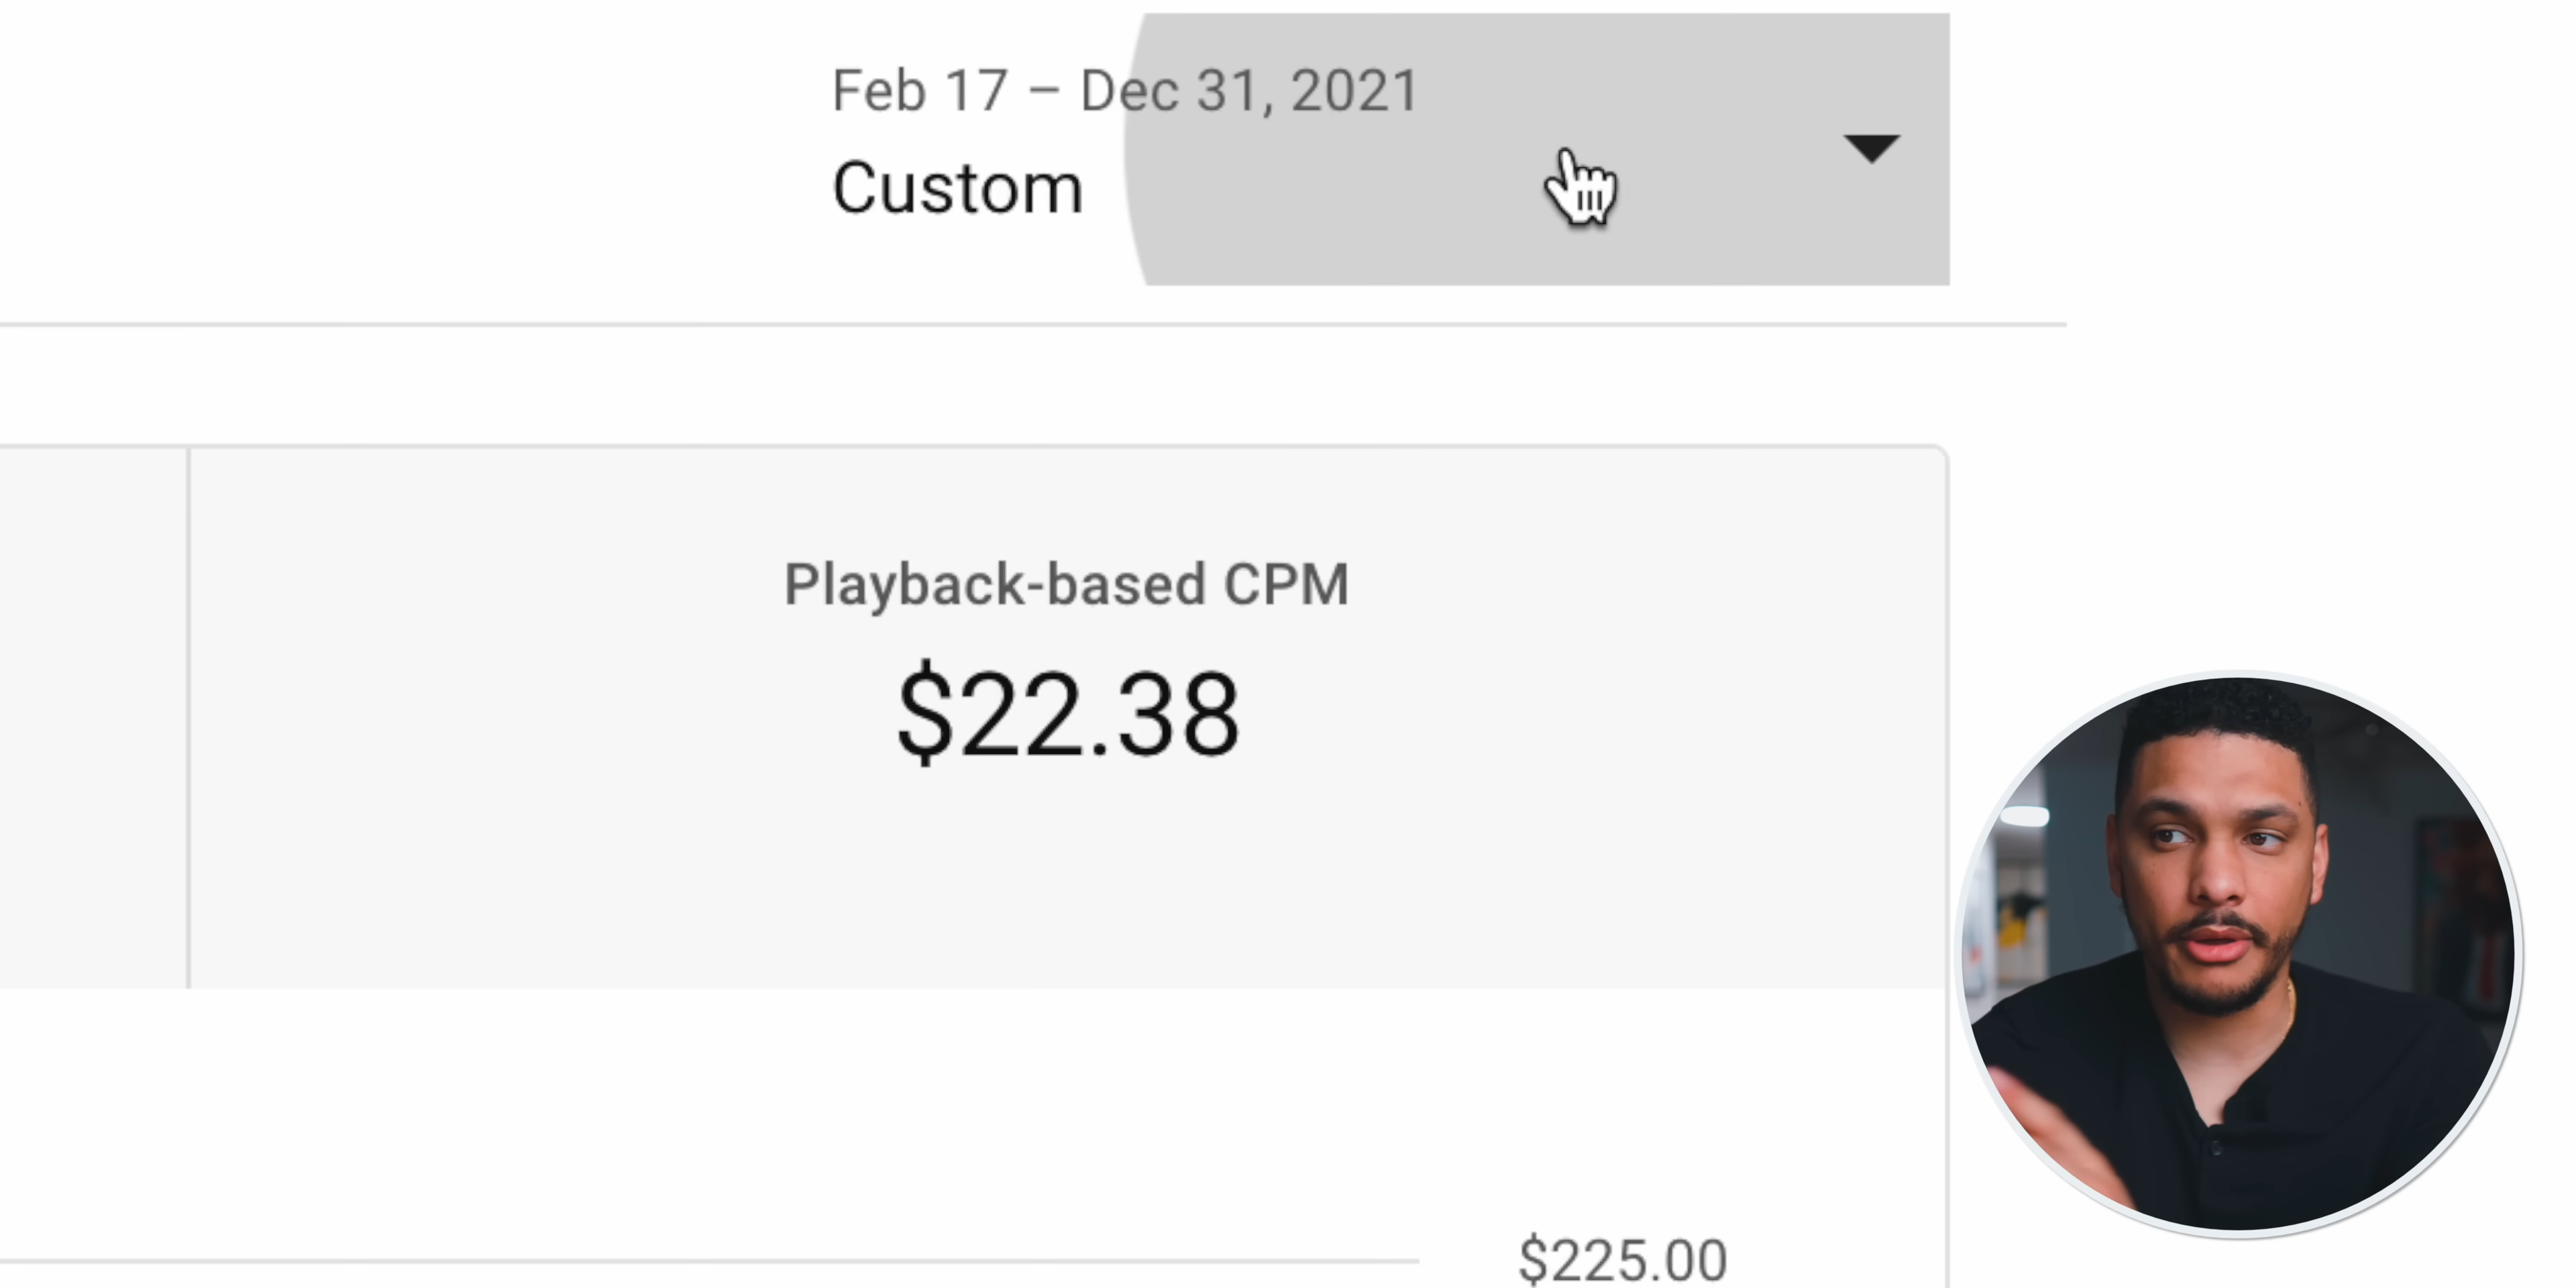 Feb 17 – Dec 31, 2021
Custom
Playback-based CPM
$22.38
$225.00